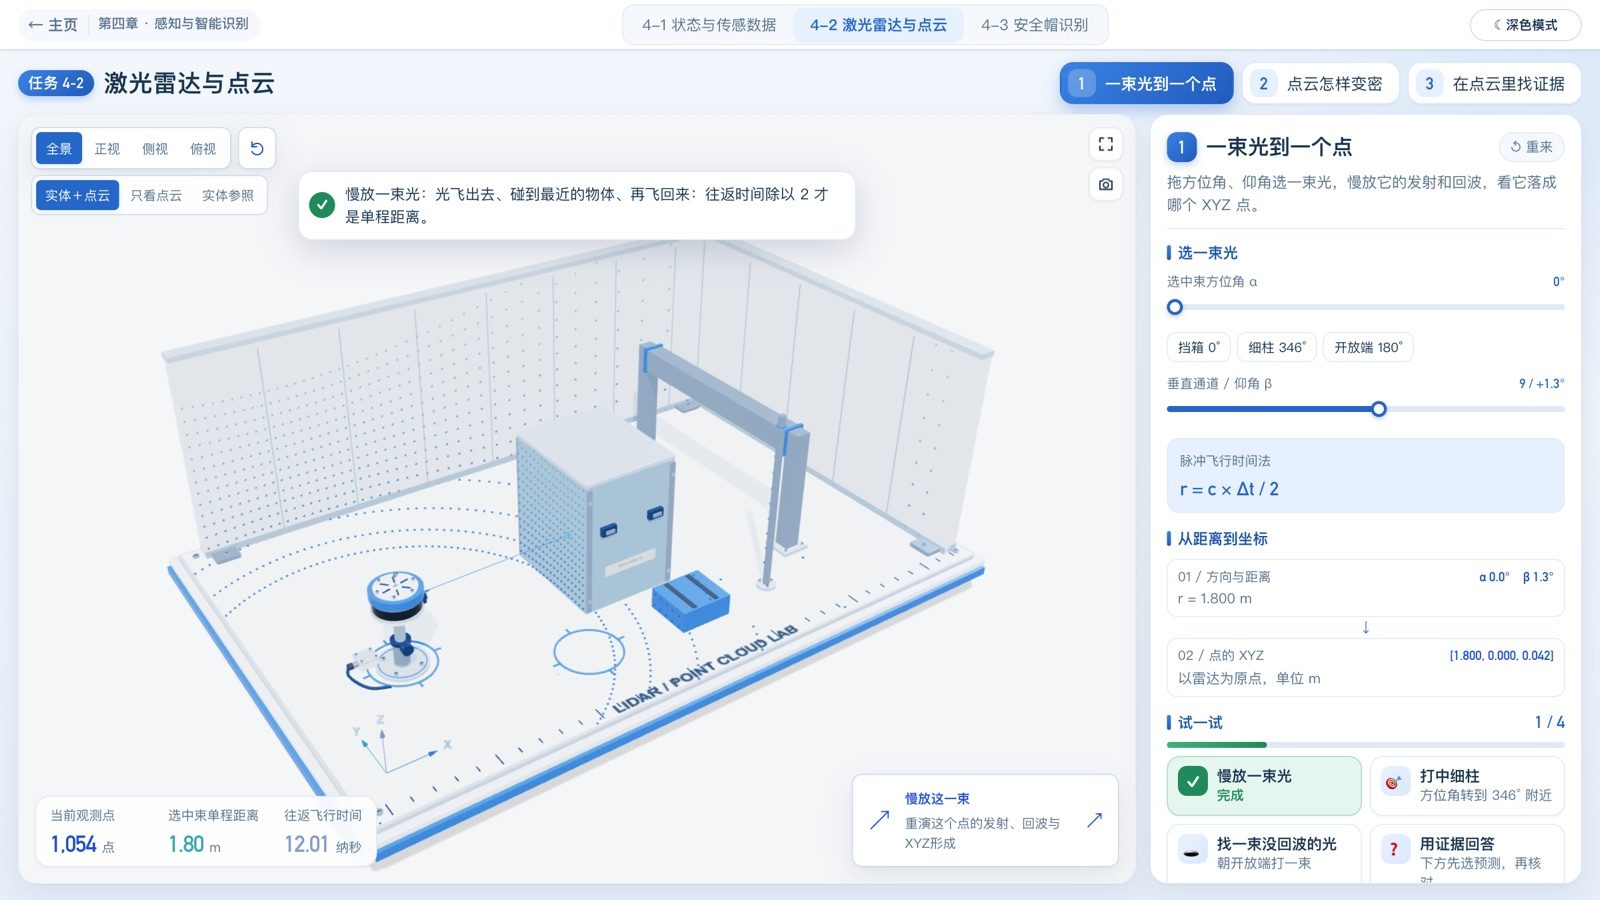 ← 主页
第四章 · 感知与智能识别
4-1 状态与传感数据
4-2 激光雷达与点云
4-3 安全帽识别
☾ 深色模式
任务 4-2
激光雷达与点云
1 一束光到一个点
2 点云怎样变密
3 在点云里找证据
全景
正视
侧视
俯视
实体+点云
只看点云
实体参照
慢放一束光：光飞出去、碰到最近的物体、再飞回来：往返时间除以 2 才
是单程距离。
LIDAR / POINT CLOUD LAB
Z
Y
X
当前观测点
1,054 点
选中束单程距离
1.80 m
往返飞行时间
12.01 纳秒
慢放这一束
重演这个点的发射、回波与
XYZ形成
1 一束光到一个点
重来
拖方位角、仰角选一束光，慢放它的发射和回波，看它落成
哪个 XYZ 点。
选一束光
选中束方位角 α
0°
挡箱 0°
细柱 346°
开放端 180°
垂直通道 / 仰角 β
9 / +1.3°
脉冲飞行时间法
r = c × Δt / 2
从距离到坐标
01 / 方向与距离
α 0.0° β 1.3°
r = 1.800 m
↓
02 / 点的 XYZ
[1.800, 0.000, 0.042]
以雷达为原点，单位 m
试一试
1 / 4
慢放一束光
完成
打中细柱
方位角转到 346° 附近
找一束没回波的光
朝开放端打一束
用证据回答
下方先选预测，再核